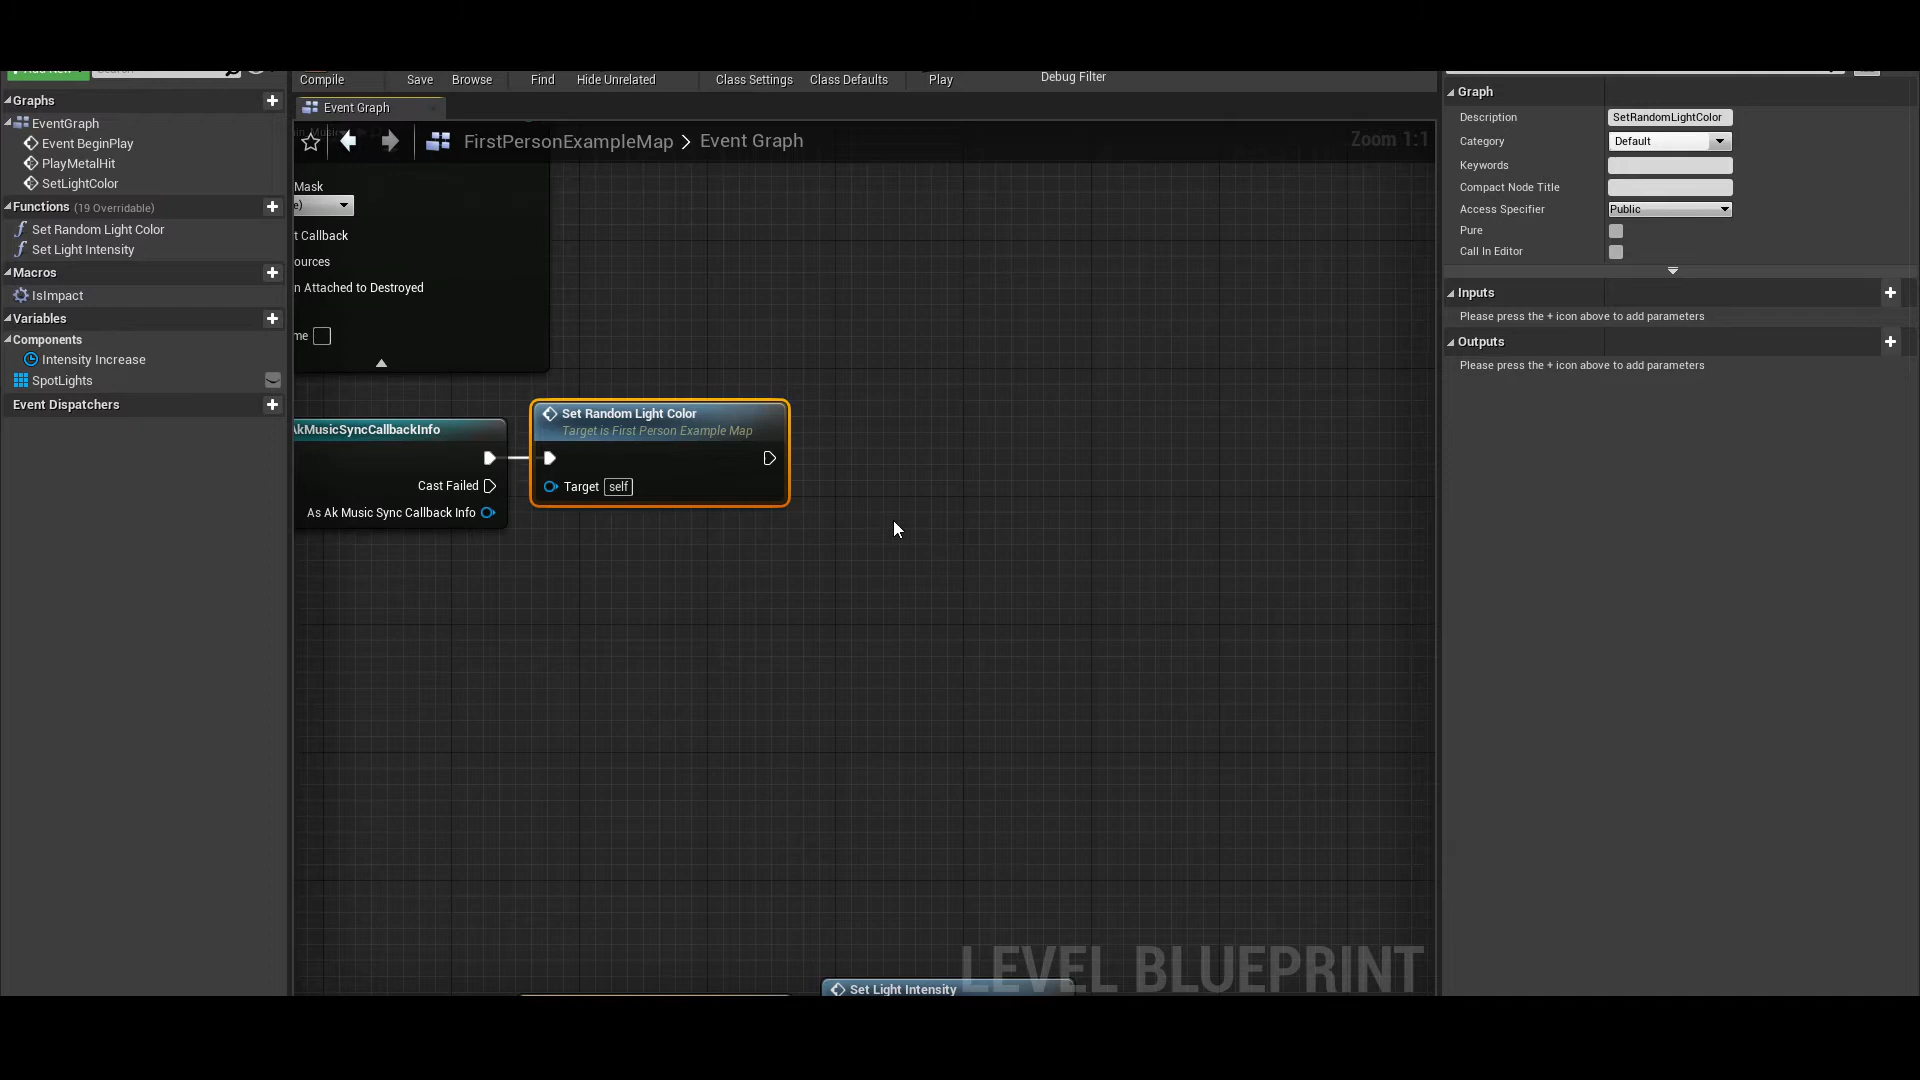 Compile
Save
Browse
Find
Hide Unrelated
Class Settings
Class Defaults
Play
Debug Filter
Graphs
EventGraph
Event BeginPlay
PlayMetalHit
SetLightColor
Functions (19 Overridable)
Set Random Light Color
Set Light Intensity
Macros
IsImpact
Variables
Components
Intensity Increase
SpotLights
Event Dispatchers
Event Graph
FirstPersonExampleMap > Event Graph
Zoom 1:1
Mask
e)
t Callback
ources
n Attached to Destroyed
me
AkMusicSyncCallbackInfo
Cast Failed
As Ak Music Sync Callback Info
Set Random Light Color
Target is First Person Example Map
Target self
Set Light Intensity
LEVEL BLUEPRINT
Graph
Description SetRandomLightColor
Category Default
Keywords
Compact Node Title
Access Specifier Public
Pure
Call In Editor
Inputs
Please press the + icon above to add parameters
Outputs
Please press the + icon above to add parameters